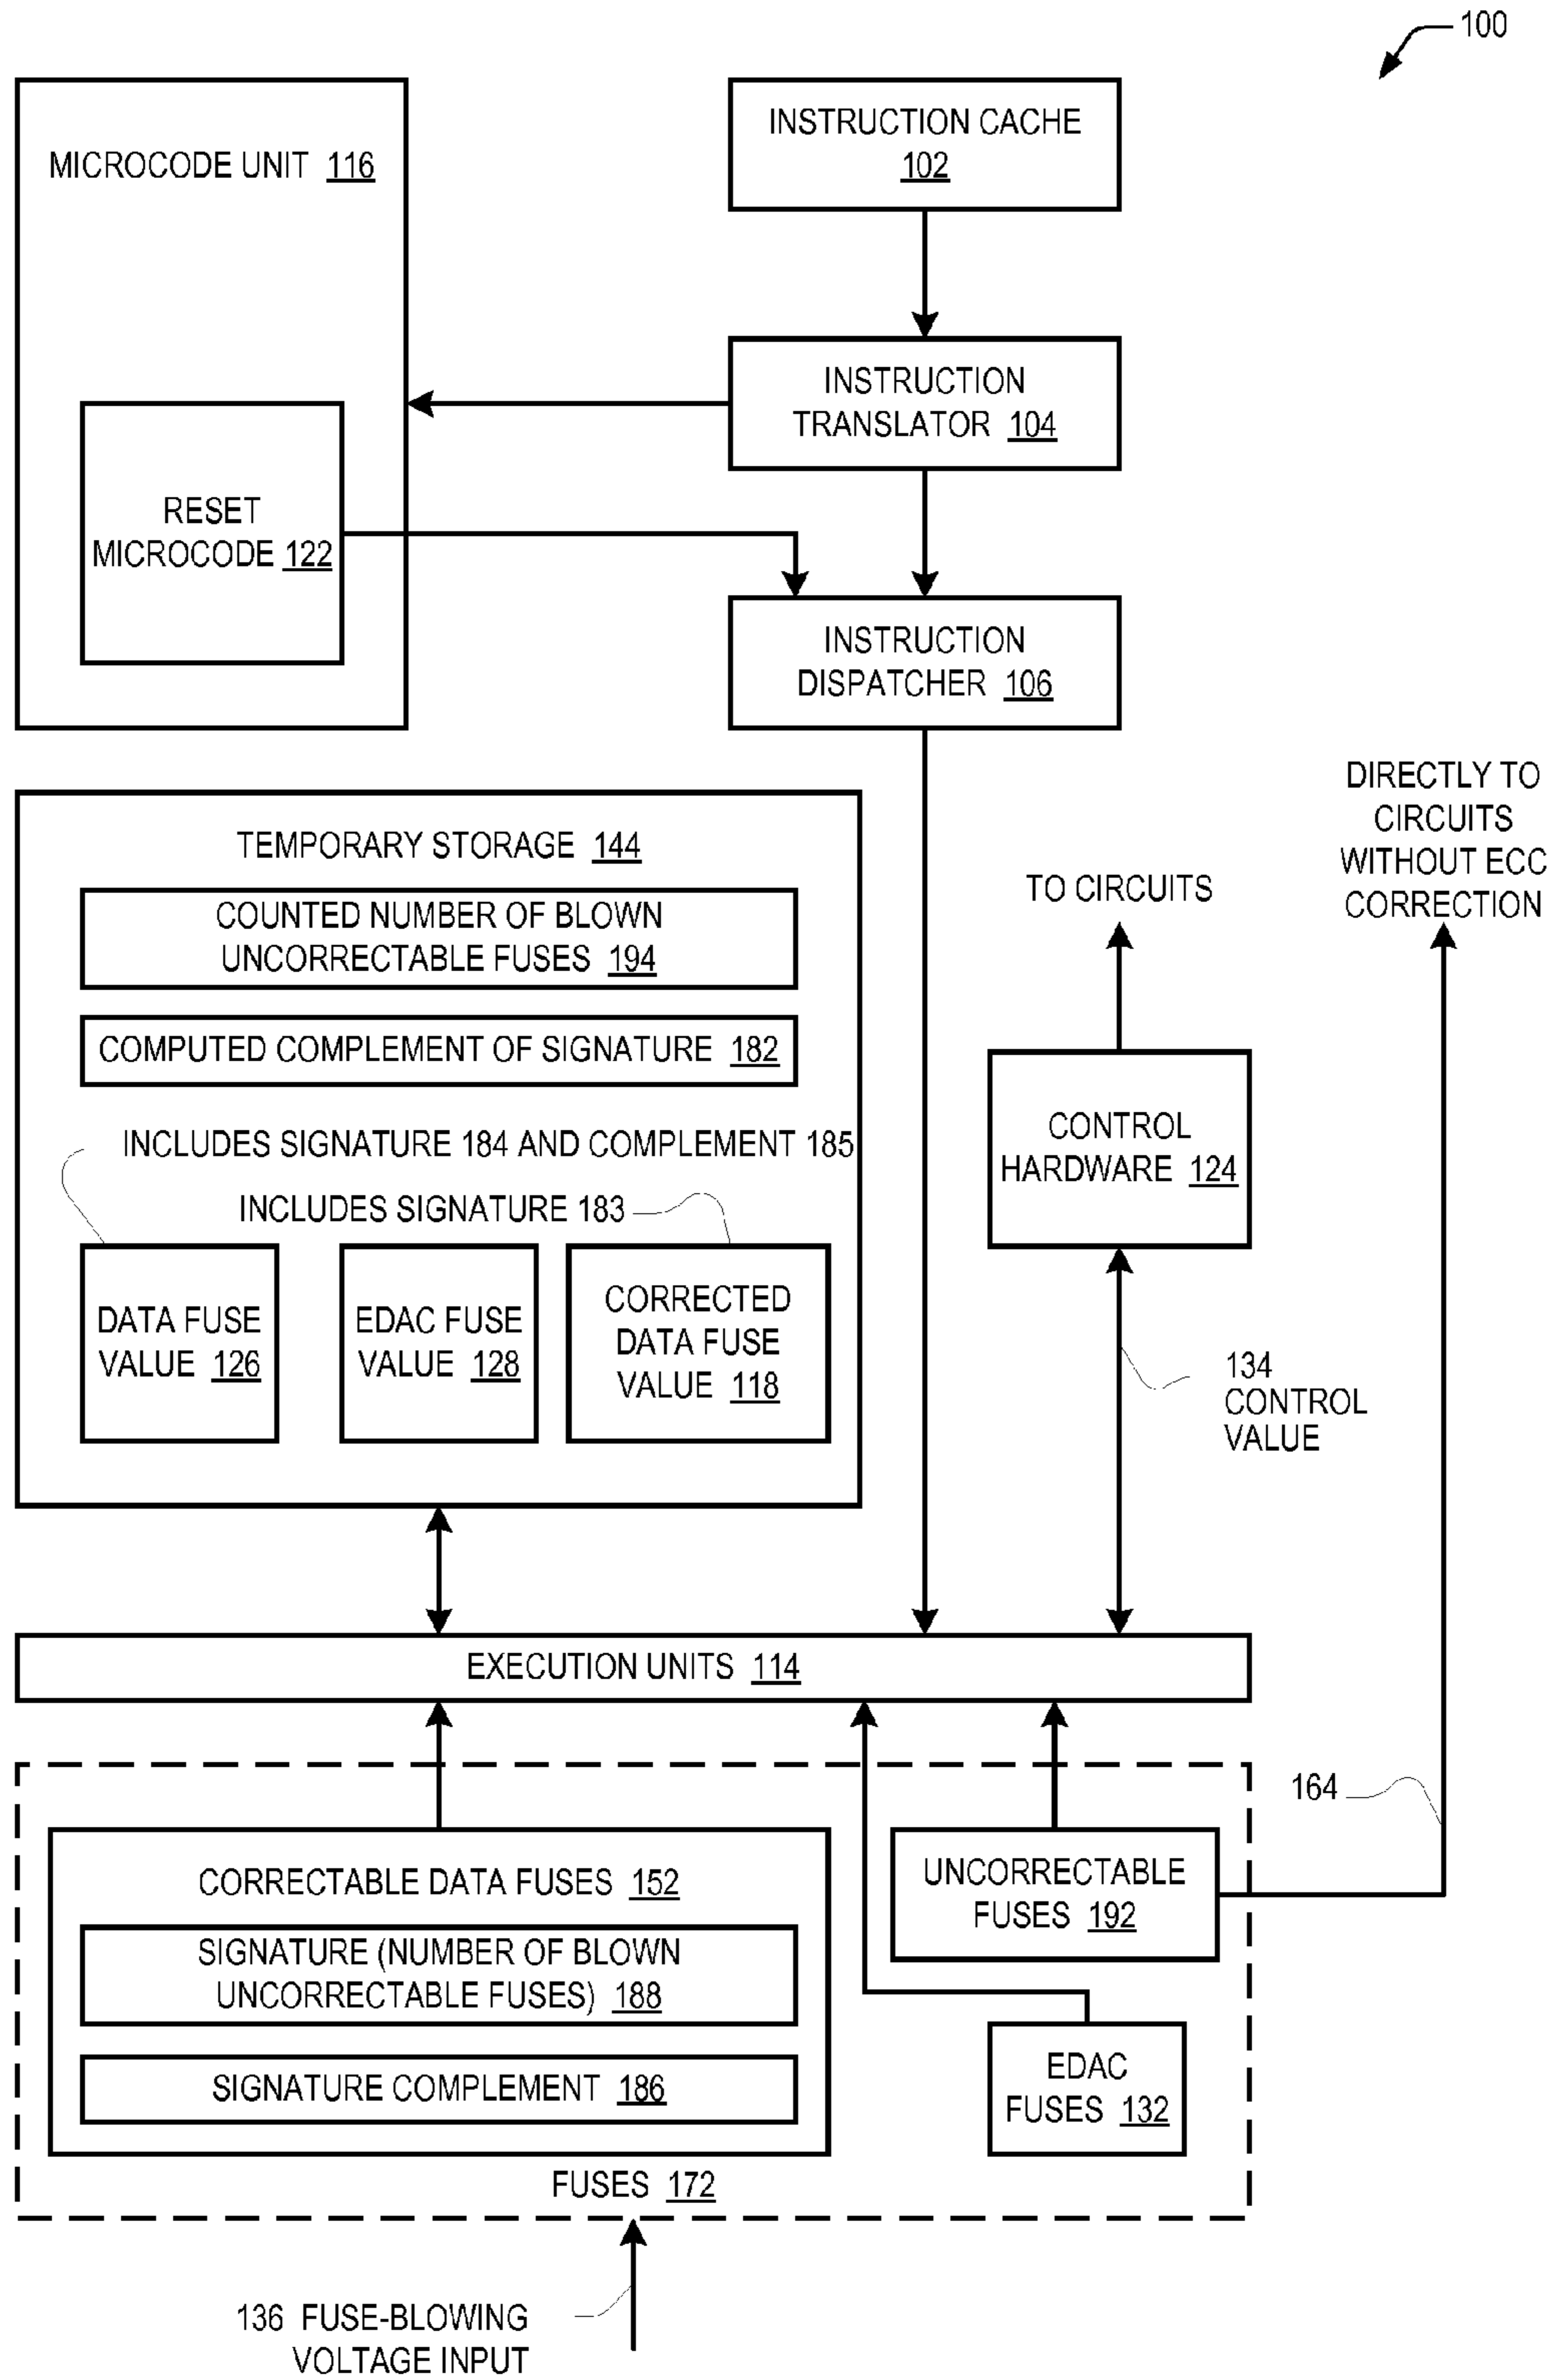 100
MICROCODE UNIT 116
INSTRUCTION CACHE
102
INSTRUCTION
TRANSLATOR 104
RESET
MICROCODE 122
INSTRUCTION
DISPATCHER 106
DIRECTLY TO
CIRCUITS
WITHOUT ECC
CORRECTION
TEMPORARY STORAGE 144
COUNTED NUMBER OF BLOWN
UNCORRECTABLE FUSES 194
COMPUTED COMPLEMENT OF SIGNATURE 182
INCLUDES SIGNATURE 184 AND COMPLEMENT 185
INCLUDES SIGNATURE 183
DATA FUSE
VALUE 126
EDAC FUSE
VALUE 128
CORRECTED
DATA FUSE
VALUE 118
TO CIRCUITS
CONTROL
HARDWARE 124
134
CONTROL
VALUE
EXECUTION UNITS 114
164
CORRECTABLE DATA FUSES 152
SIGNATURE (NUMBER OF BLOWN
UNCORRECTABLE FUSES) 188
SIGNATURE COMPLEMENT 186
UNCORRECTABLE
FUSES 192
EDAC
FUSES 132
FUSES 172
136 FUSE-BLOWING
VOLTAGE INPUT